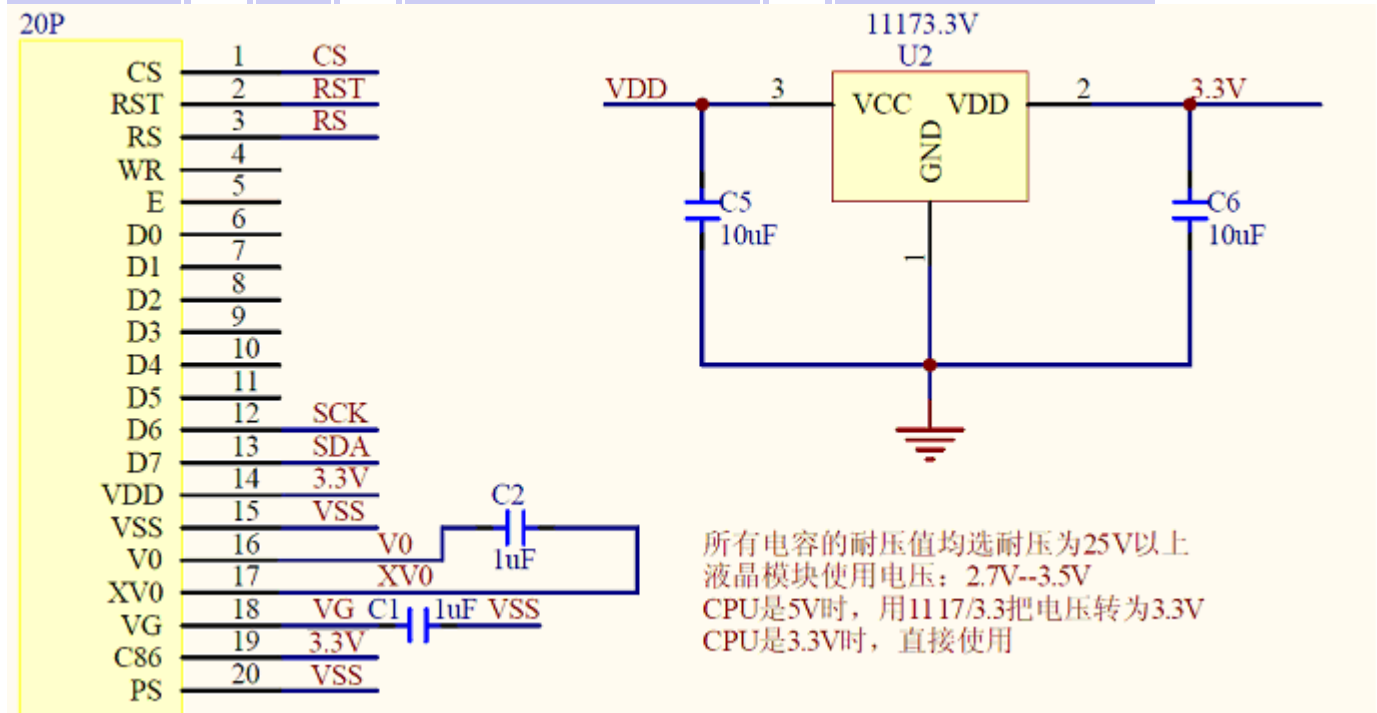 20P
CS 1 CS
RST 2 RST
RS 3 RS
WR 4
E 5
D0 6
D1 7
D2 8
D3 9
D4 10
D5 11
D6 12 SCK
D7 13 SDA
VDD 14 3.3V
VSS 15 VSS
V0 16 V0
XV0 17 XV0
VG 18 VG C1 1uF VSS
C86 19 3.3V
PS 20 VSS
C2
1uF
11173.3V
U2
VDD 3 VCC VDD 2 3.3V
GND
1
C5
10uF
C6
10uF
所有电容的耐压值均选耐压为25V以上
液晶模块使用电压：2.7V--3.5V
CPU是5V时，用1117/3.3把电压转为3.3V
CPU是3.3V时，直接使用